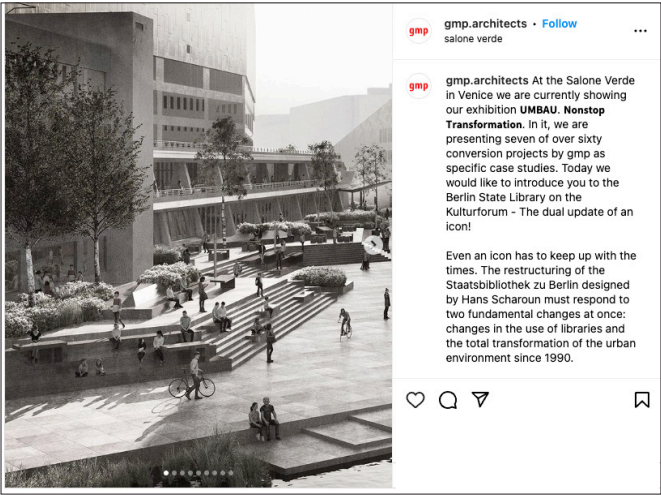 gmp
gmp.architects • Follow
salone verde
gmp
gmp.architects At the Salone Verde
in Venice we are currently showing
our exhibition UMBAU. Nonstop
Transformation. In it, we are
presenting seven of over sixty
conversion projects by gmp as
specific case studies. Today we
would like to introduce you to the
Berlin State Library on the
Kulturforum - The dual update of an
icon!
Even an icon has to keep up with the
times. The restructuring of the
Staatsbibliothek zu Berlin designed
by Hans Scharoun must respond to
two fundamental changes at once:
changes in the use of libraries and
the total transformation of the urban
environment since 1990.